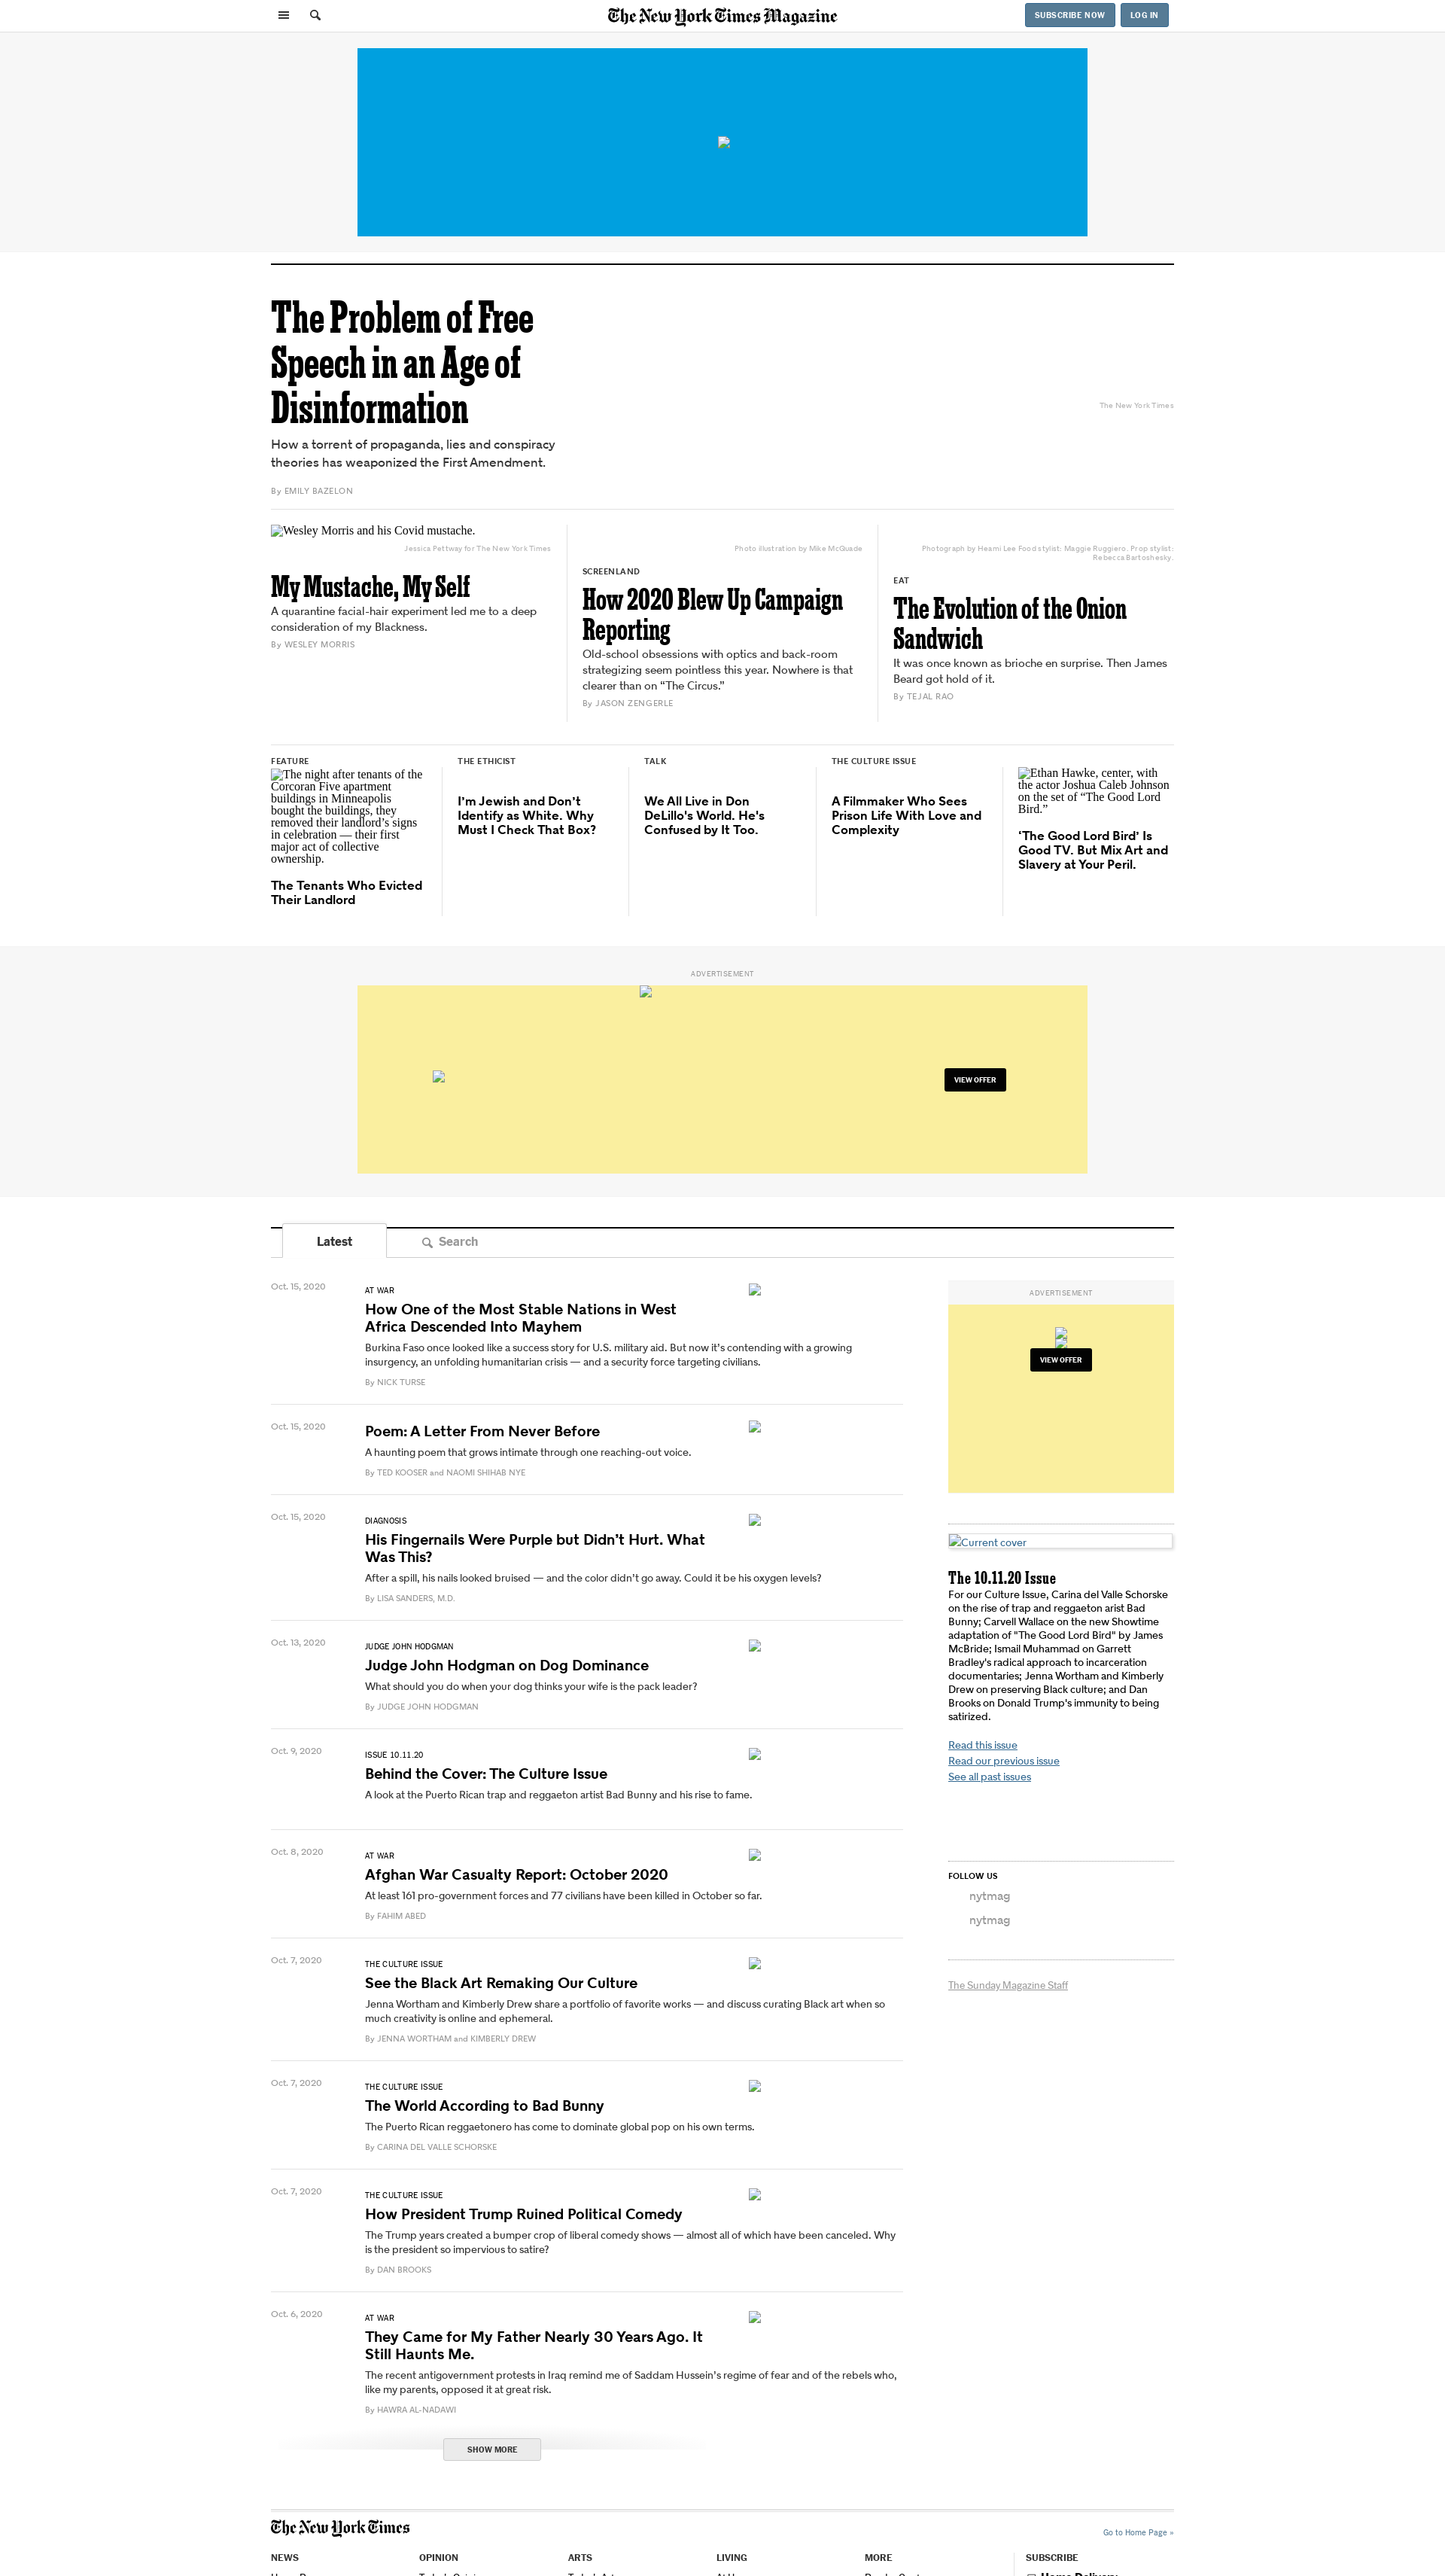 The New York Times Magazine
SUBSCRIBE NOW
LOG IN
The Problem of Free
Speech in an Age of
Disinformation
How a torrent of propaganda, lies and conspiracy
theories has weaponized the First Amendment.
By EMILY BAZELON
The New York Times
Wesley Morris and his Covid mustache.
Jessica Pettway for The New York Times
My Mustache, My Self
A quarantine facial-hair experiment led me to a deep
consideration of my Blackness.
By WESLEY MORRIS
Photo illustration by Mike McQuade
SCREENLAND
How 2020 Blew Up Campaign
Reporting
Old-school obsessions with optics and back-room
strategizing seem pointless this year. Nowhere is that
clearer than on “The Circus.”
By JASON ZENGERLE
Photograph by Heami Lee Food stylist: Maggie Ruggiero. Prop stylist:
Rebecca Bartoshesky.
EAT
The Evolution of the Onion
Sandwich
It was once known as brioche en surprise. Then James
Beard got hold of it.
By TEJAL RAO
FEATURE
The night after tenants of the
Corcoran Five apartment
buildings in Minneapolis
bought the buildings, they
removed their landlord’s signs
in celebration — their first
major act of collective
ownership.
The Tenants Who Evicted
Their Landlord
THE ETHICIST
I’m Jewish and Don’t
Identify as White. Why
Must I Check That Box?
TALK
We All Live in Don
DeLillo's World. He's
Confused by It Too.
THE CULTURE ISSUE
A Filmmaker Who Sees
Prison Life With Love and
Complexity
Ethan Hawke, center, with
the actor Joshua Caleb Johnson
on the set of “The Good Lord
Bird.”
‘The Good Lord Bird’ Is
Good TV. But Mix Art and
Slavery at Your Peril.
ADVERTISEMENT
VIEW OFFER
Latest
Search
Oct. 15, 2020
AT WAR
How One of the Most Stable Nations in West
Africa Descended Into Mayhem
Burkina Faso once looked like a success story for U.S. military aid. But now it’s contending with a growing
insurgency, an unfolding humanitarian crisis — and a security force targeting civilians.
By NICK TURSE
Oct. 15, 2020
Poem: A Letter From Never Before
A haunting poem that grows intimate through one reaching-out voice.
By TED KOOSER and NAOMI SHIHAB NYE
Oct. 15, 2020
DIAGNOSIS
His Fingernails Were Purple but Didn’t Hurt. What
Was This?
After a spill, his nails looked bruised — and the color didn’t go away. Could it be his oxygen levels?
By LISA SANDERS, M.D.
Oct. 13, 2020
JUDGE JOHN HODGMAN
Judge John Hodgman on Dog Dominance
What should you do when your dog thinks your wife is the pack leader?
By JUDGE JOHN HODGMAN
Oct. 9, 2020
ISSUE 10.11.20
Behind the Cover: The Culture Issue
A look at the Puerto Rican trap and reggaeton artist Bad Bunny and his rise to fame.
Oct. 8, 2020
AT WAR
Afghan War Casualty Report: October 2020
At least 161 pro-government forces and 77 civilians have been killed in October so far.
By FAHIM ABED
Oct. 7, 2020
THE CULTURE ISSUE
See the Black Art Remaking Our Culture
Jenna Wortham and Kimberly Drew share a portfolio of favorite works — and discuss curating Black art when so
much creativity is online and ephemeral.
By JENNA WORTHAM and KIMBERLY DREW
Oct. 7, 2020
THE CULTURE ISSUE
The World According to Bad Bunny
The Puerto Rican reggaetonero has come to dominate global pop on his own terms.
By CARINA DEL VALLE SCHORSKE
Oct. 7, 2020
THE CULTURE ISSUE
How President Trump Ruined Political Comedy
The Trump years created a bumper crop of liberal comedy shows — almost all of which have been canceled. Why
is the president so impervious to satire?
By DAN BROOKS
Oct. 6, 2020
AT WAR
They Came for My Father Nearly 30 Years Ago. It
Still Haunts Me.
The recent antigovernment protests in Iraq remind me of Saddam Hussein’s regime of fear and of the rebels who,
like my parents, opposed it at great risk.
By HAWRA AL-NADAWI
SHOW MORE
ADVERTISEMENT
VIEW OFFER
Current cover
The 10.11.20 Issue
For our Culture Issue, Carina del Valle Schorske
on the rise of trap and reggaeton arist Bad
Bunny; Carvell Wallace on the new Showtime
adaptation of "The Good Lord Bird" by James
McBride; Ismail Muhammad on Garrett
Bradley's radical approach to incarceration
documentaries; Jenna Wortham and Kimberly
Drew on preserving Black culture; and Dan
Brooks on Donald Trump's immunity to being
satirized.
Read this issue
Read our previous issue
See all past issues
FOLLOW US
nytmag
nytmag
The Sunday Magazine Staff
The New York Times
Go to Home Page »
NEWS
OPINION
ARTS
LIVING
MORE
SUBSCRIBE